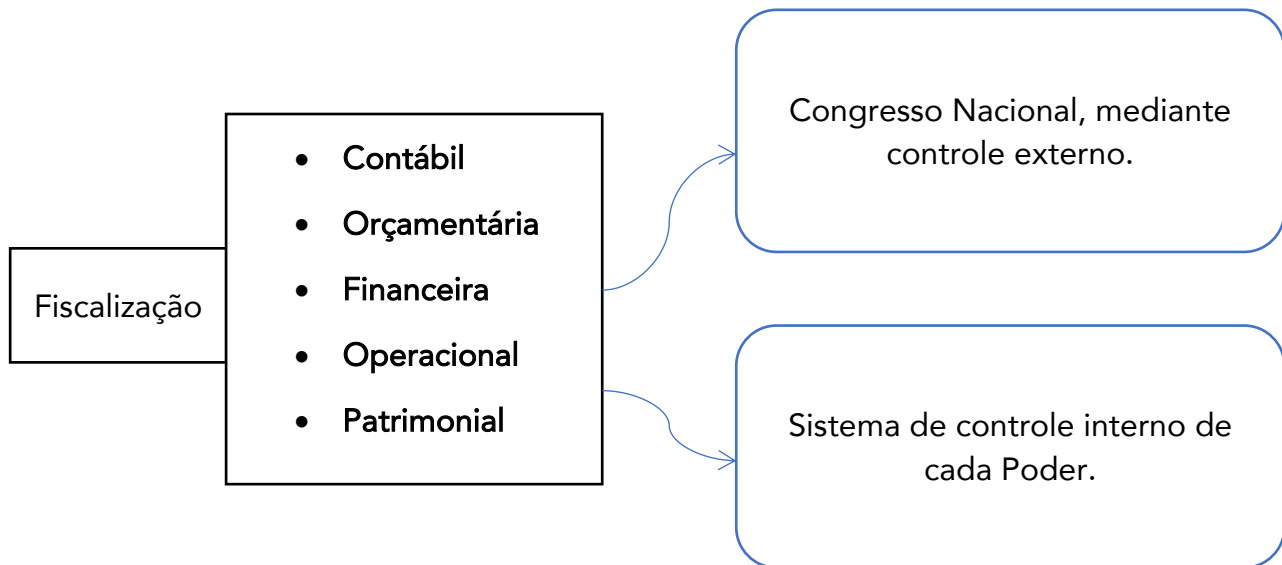 Fiscalização
• Contábil
• Orçamentária
• Financeira
• Operacional
• Patrimonial
Congresso Nacional, mediante
controle externo.
Sistema de controle interno de
cada Poder.